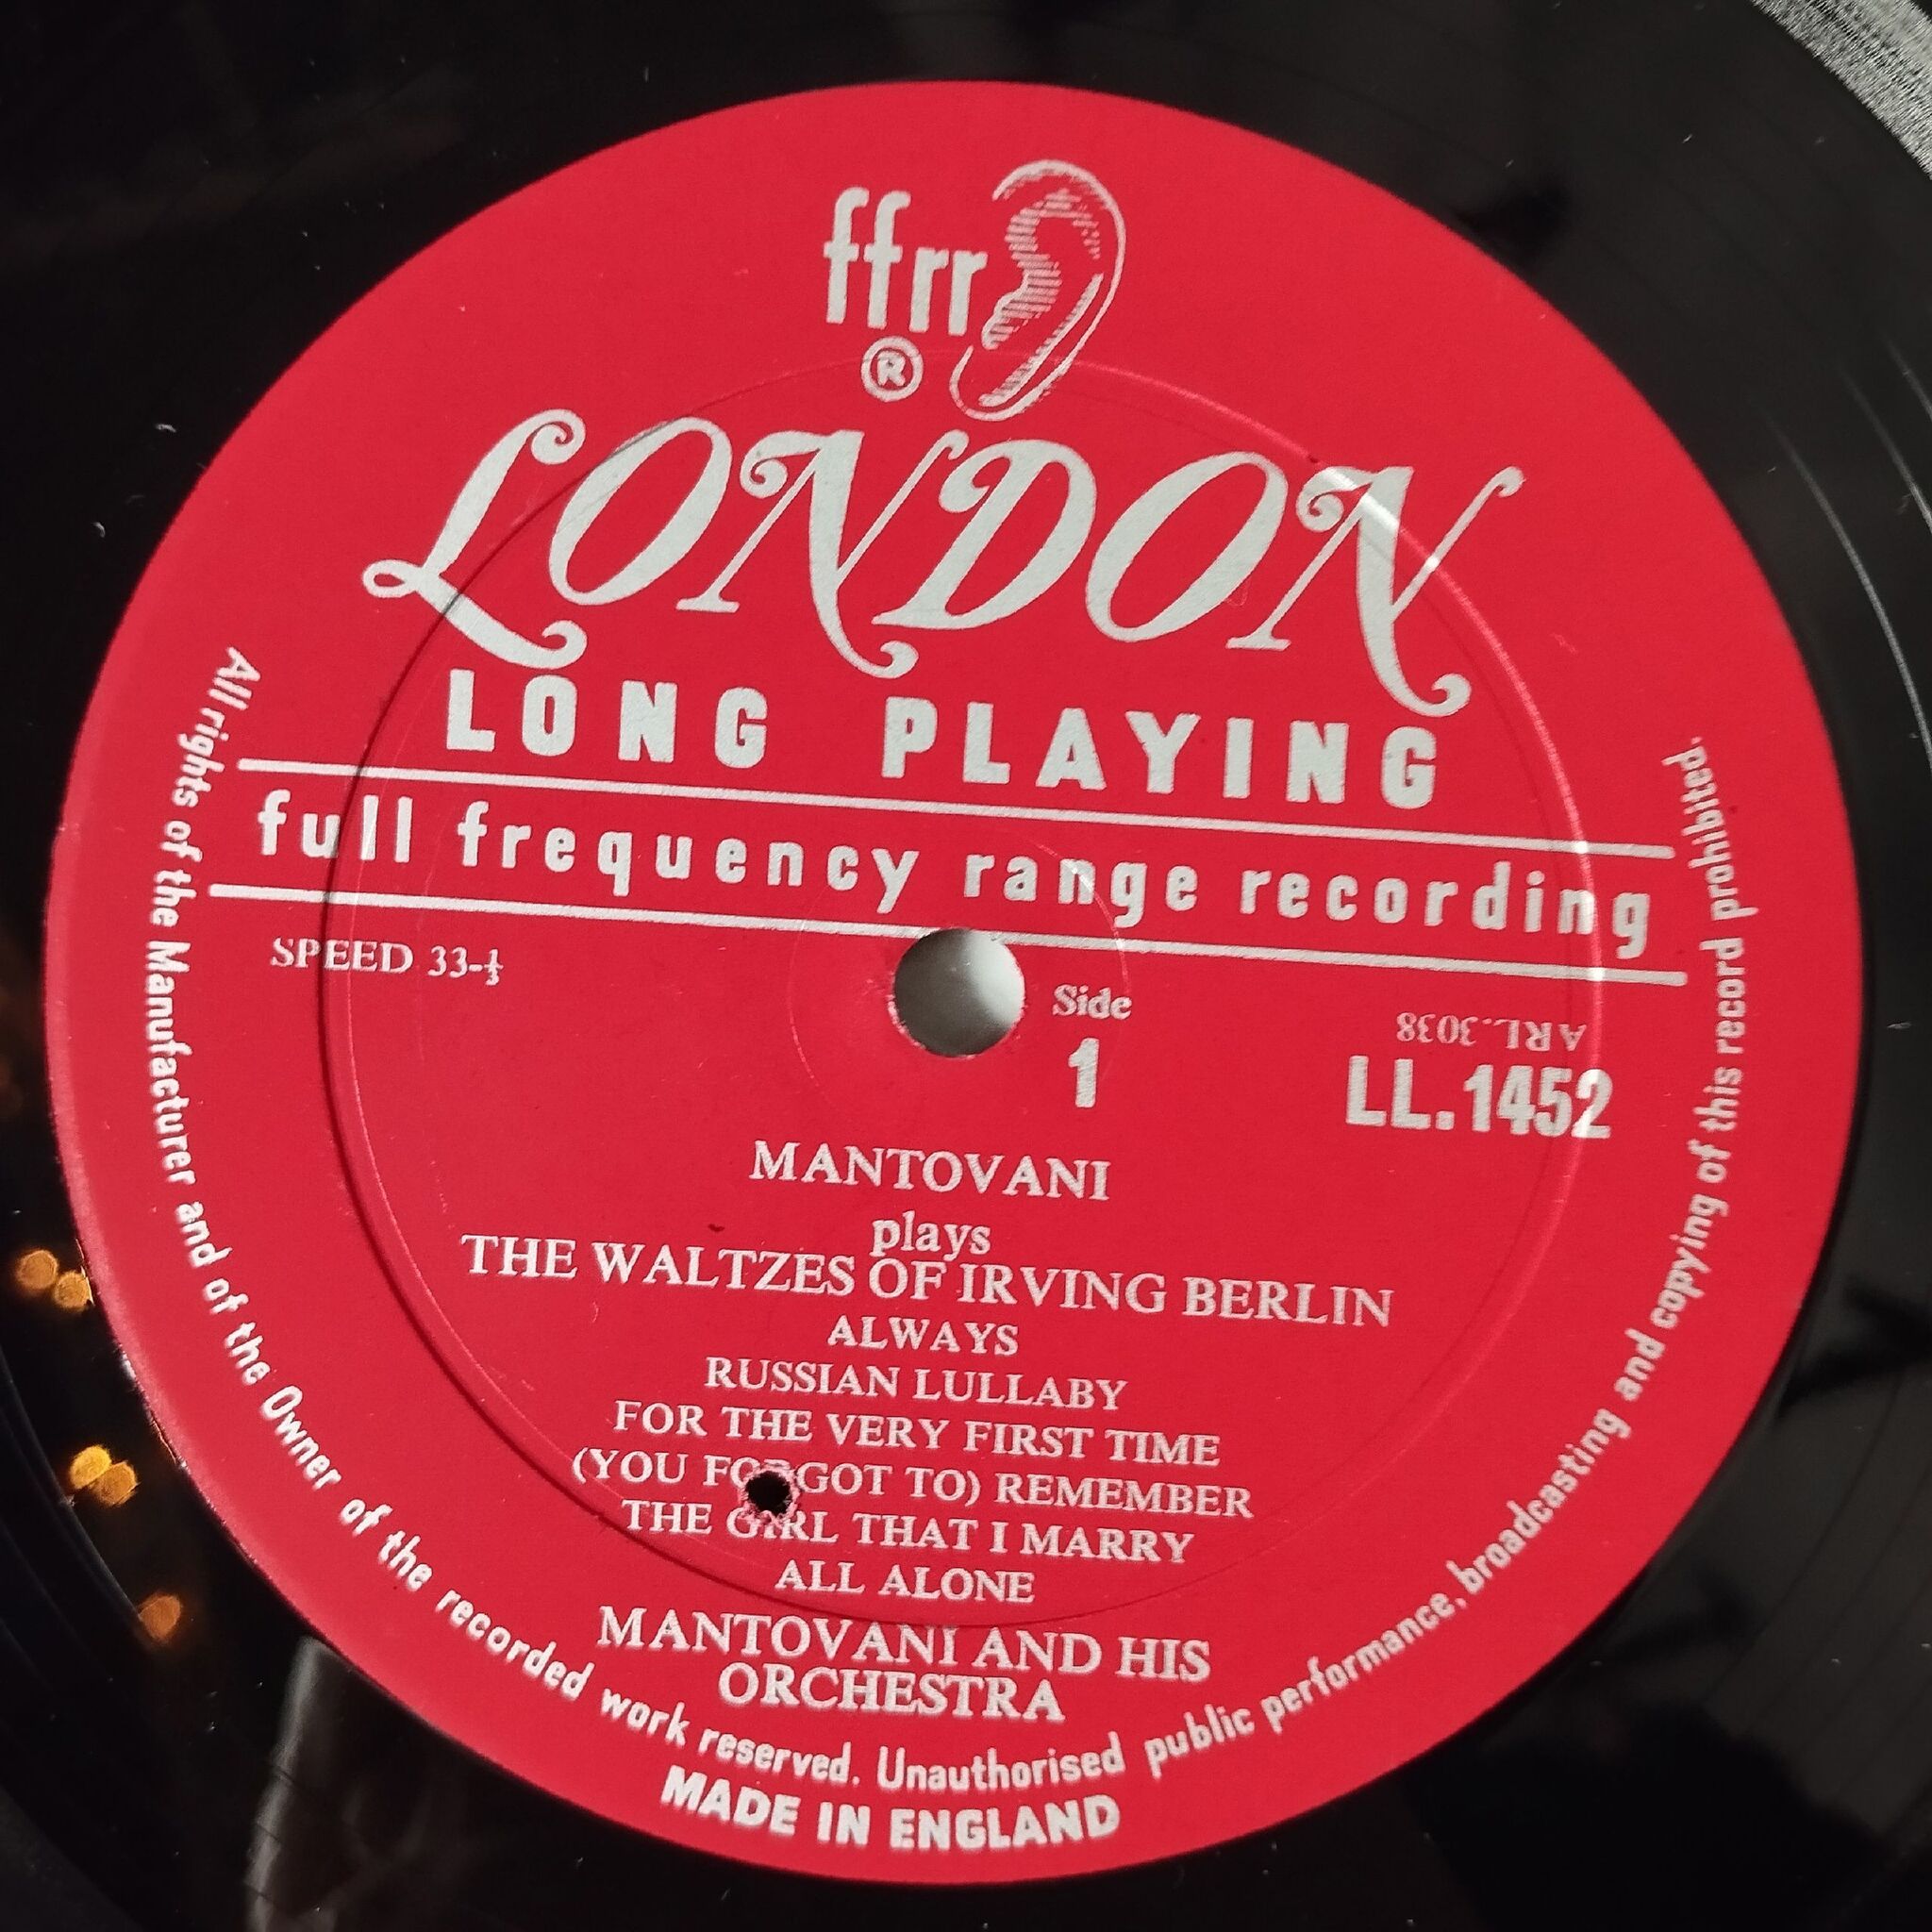 ffrr
®
LONDON
LONG PLAYING
full frequency range recording
SPEED 33-⅓
Side
1
ARL.3038
LL.1452
MANTOVANI
plays
THE WALTZES OF IRVING BERLIN
ALWAYS
RUSSIAN LULLABY
FOR THE VERY FIRST TIME
(YOU FORGOT TO) REMEMBER
THE GIRL THAT I MARRY
ALL ALONE
MANTOVANI AND HIS
ORCHESTRA
All rights of the Manufacturer and of the Owner of the recorded work reserved. Unauthorised public performance, broadcasting and copying of this record prohibited.
MADE IN ENGLAND